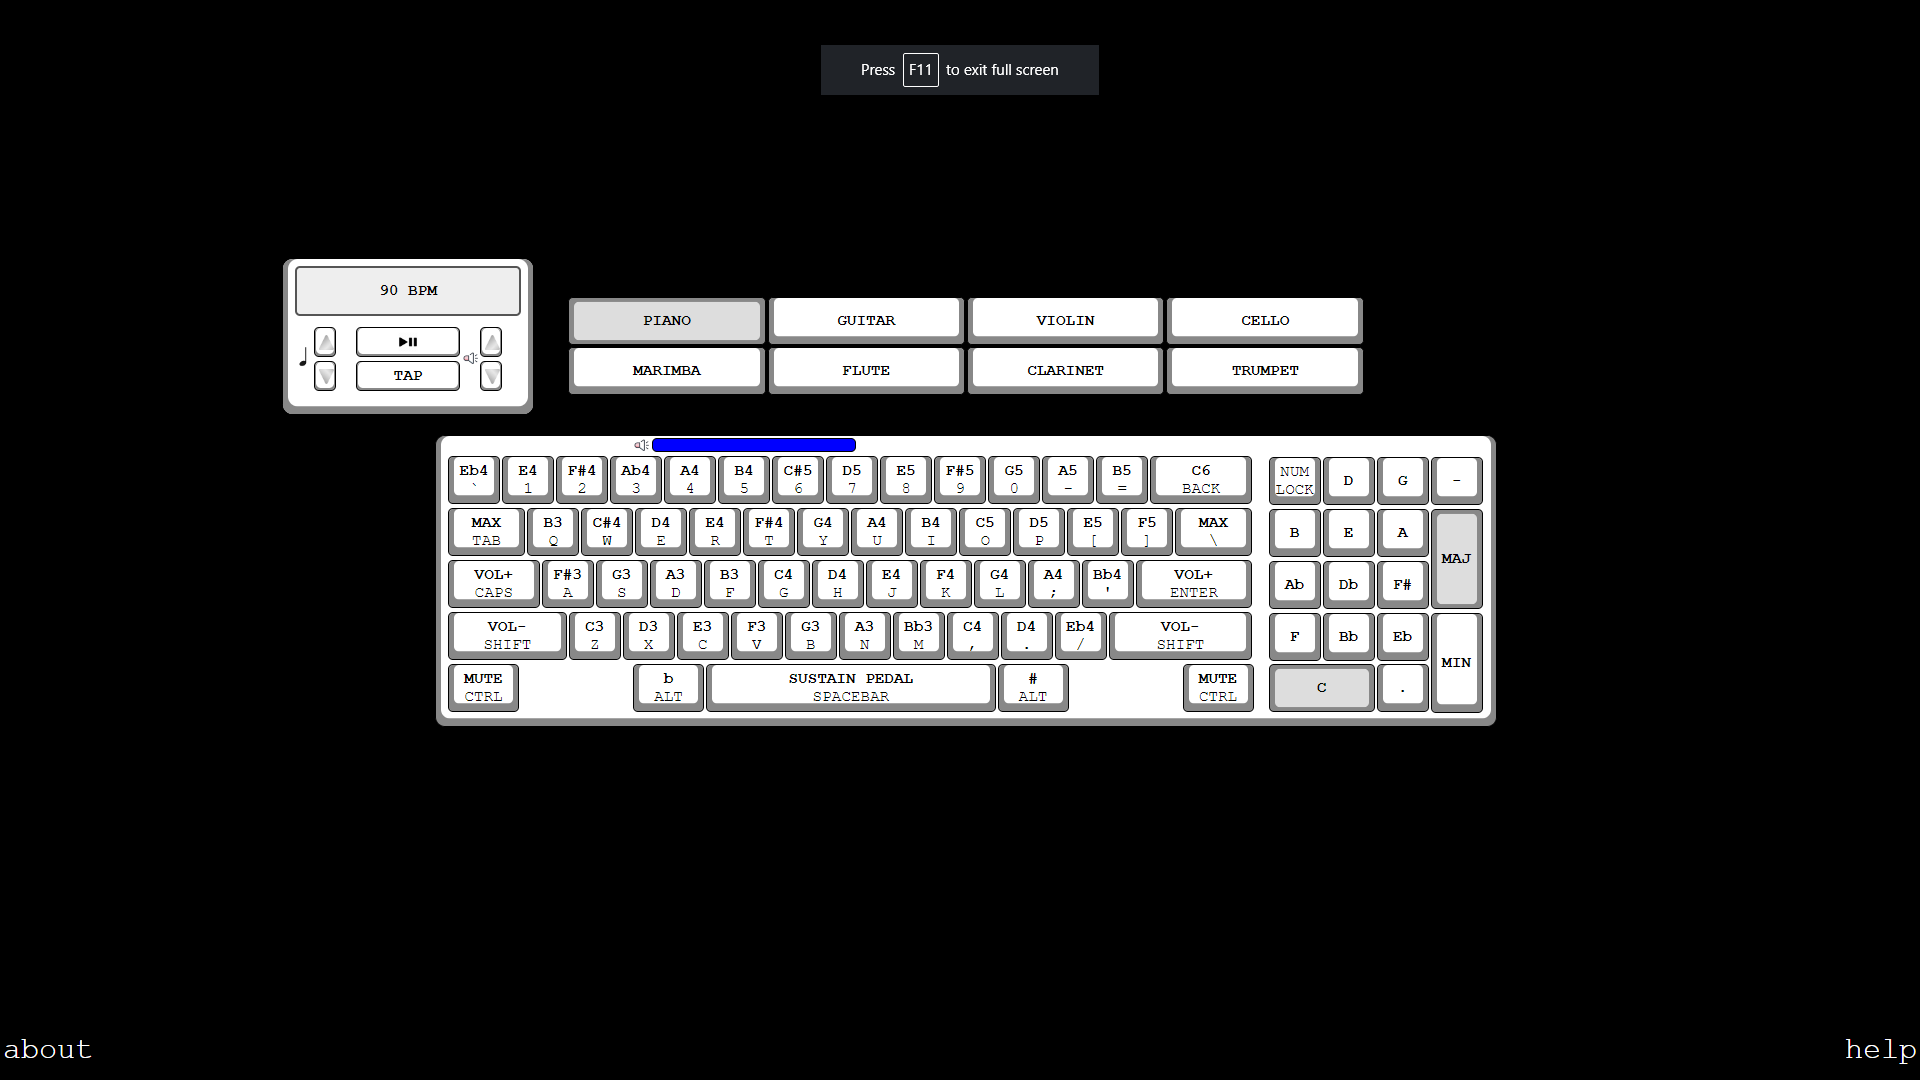 Press F11 to exit full screen
90 BPM
TAP
PIANO GUITAR VIOLIN CELLO
MARIMBA FLUTE CLARINET TRUMPET
Eb4 E4 F#4 Ab4 A4 B4 C#5 D5 E5 F#5 G5 A5 B5 C6
` 1 2 3 4 5 6 7 8 9 0 - = BACK
NUM LOCK D G -
MAX B3 C#4 D4 E4 F#4 G4 A4 B4 C5 D5 E5 F5 MAX
TAB Q W E R T Y U I O P [ ] \
B E A MAJ
VOL+ F#3 G3 A3 B3 C4 D4 E4 F4 G4 A4 Bb4 VOL+
CAPS A S D F G H J K L ; ' ENTER
Ab Db F#
VOL- C3 D3 E3 F3 G3 A3 Bb3 C4 D4 Eb4 VOL-
SHIFT Z X C V B N M , . / SHIFT
F Bb Eb MIN
MUTE b SUSTAIN PEDAL # MUTE
CTRL ALT SPACEBAR ALT CTRL
C .
about
help